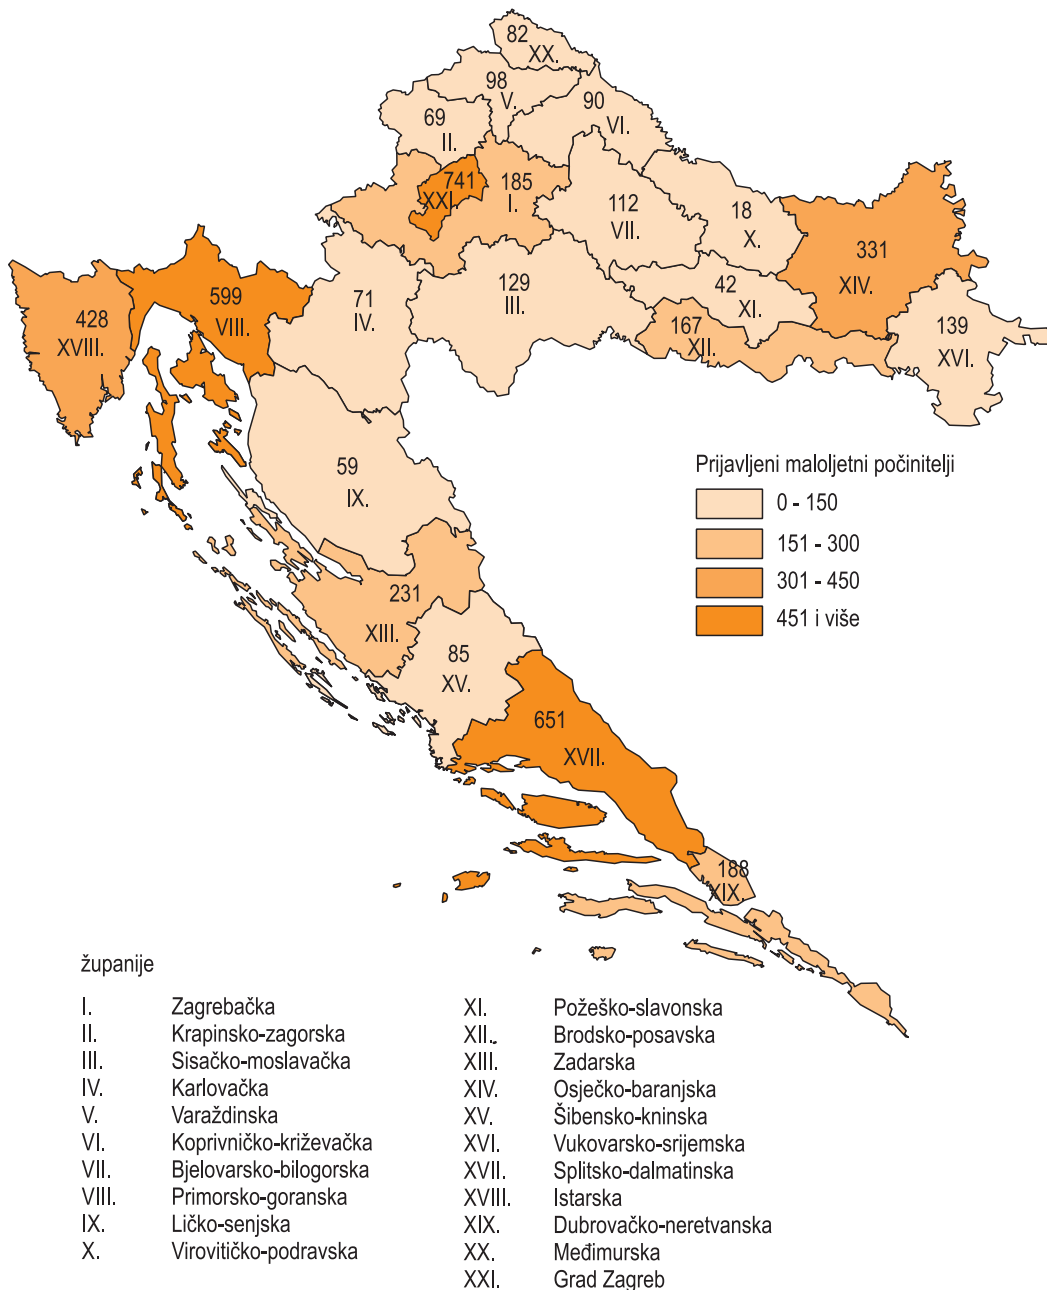 82
XX.
98
V.
90
VI.
69
II.
741
XXI.
185
I.
112
VII.
18
X.
331
XIV.
599
VIII.
428
XVIII.
71
IV.
129
III.
42
XI.
167
XII.
139
XVI.
59
IX.
Prijavljeni maloljetni počinitelji
0 - 150
151 - 300
301 - 450
451 i više
231
XIII.
85
XV.
651
XVII.
188
XIX.
županije
I. Zagrebačka
II. Krapinsko-zagorska
III. Sisačko-moslavačka
IV. Karlovačka
V. Varaždinska
VI. Koprivničko-križevačka
VII. Bjelovarsko-bilogorska
VIII. Primorsko-goranska
IX. Ličko-senjska
X. Virovitičko-podravska
XI. Požeško-slavonska
XII.. Brodsko-posavska
XIII. Zadarska
XIV. Osječko-baranjska
XV. Šibensko-kninska
XVI. Vukovarsko-srijemska
XVII. Splitsko-dalmatinska
XVIII. Istarska
XIX. Dubrovačko-neretvanska
XX. Međimurska
XXI. Grad Zagreb